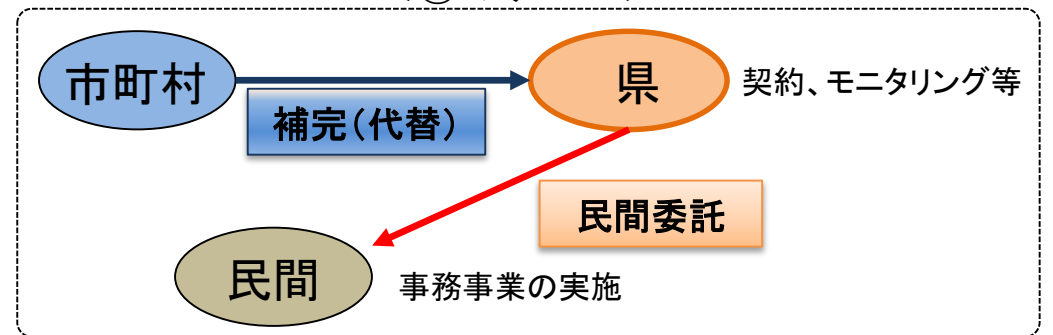 市町村
県
契約、モニタリング等
補完(代替)
民間委託
民間
事務事業の実施